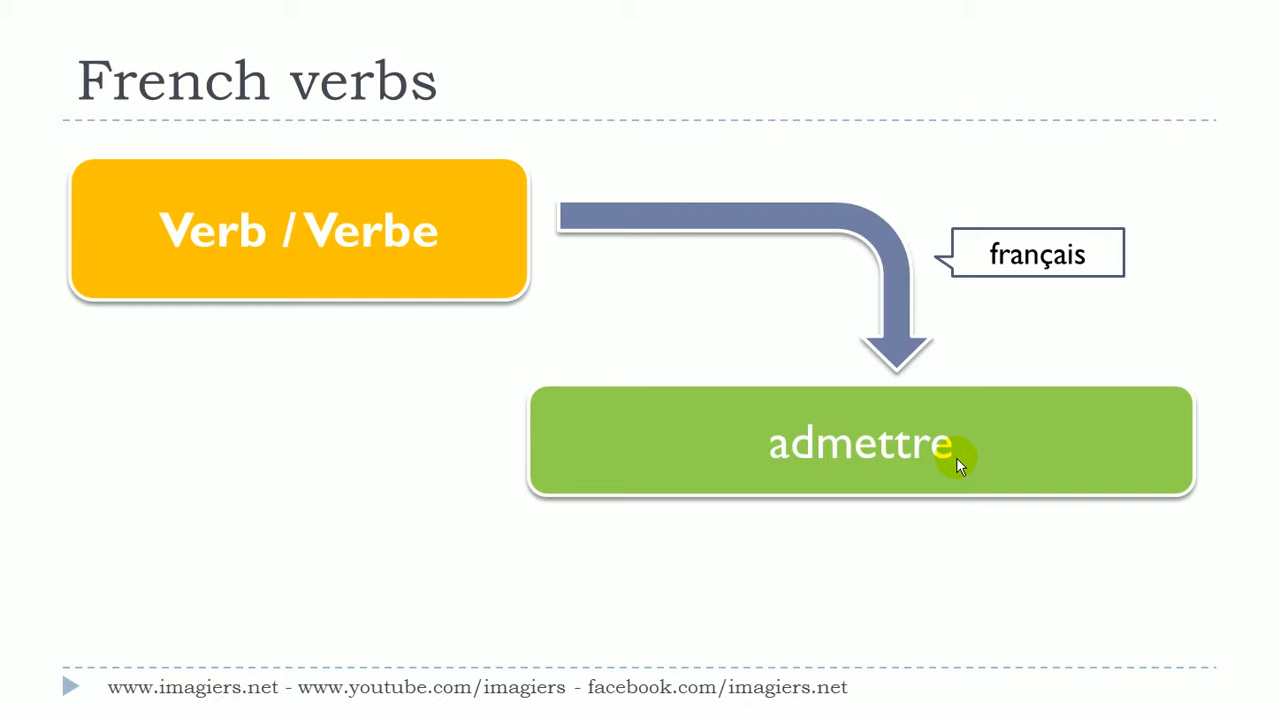 French verbs
Verb / Verbe
français
admettre
www.imagiers.net - www.youtube.com/imagiers - facebook.com/imagiers.net